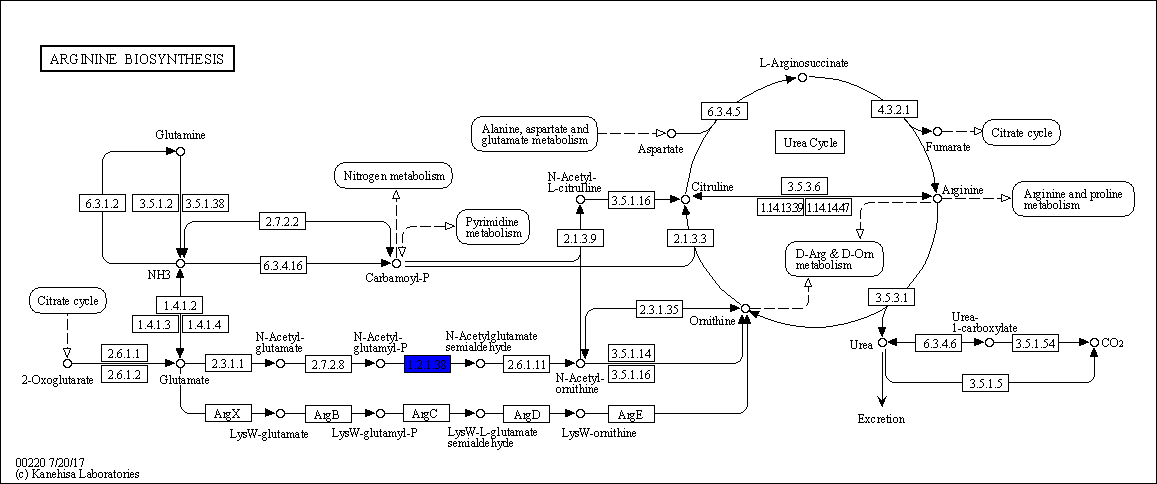 ARGININE BIOSYNTHESIS
L-Arginosuccinate
6.3.4.5
4.3.2.1
Alanine, aspartate and
glutamate metabolism
Aspartate
Urea Cycle
Fumarate
Citrate cycle
Glutamine
Nitrogen metabolism
N-Acetyl-
L-citrulline
3.5.1.16
Citruline
3.5.3.6
1.14.13.39
1.14.14.47
Arginine
Arginine and proline
metabolism
6.3.1.2
3.5.1.2
3.5.1.38
2.7.2.2
Pyrimidine
metabolism
2.1.3.9
2.1.3.3
D-Arg & D-Orn
metabolism
NH3
6.3.4.16
Carbamoyl-P
Citrate cycle
1.4.1.2
1.4.1.3
1.4.1.4
2.3.1.35
Ornithine
3.5.3.1
N-Acetyl-
glutamate
N-Acetyl-
glutamyl-P
N-Acetylglutamate
semialdehyde
Urea-
1-carboxylate
Urea
6.3.4.6
3.5.1.54
CO2
2.6.1.1
2.6.1.2
2-Oxoglutarate
Glutamate
2.3.1.1
2.7.2.8
2.6.1.11
N-Acetyl-
ornithine
3.5.1.14
3.5.1.16
3.5.1.5
ArgX
ArgB
ArgC
ArgD
ArgE
LysW-glutamate
LysW-glutamyl-P
LysW-L-glutamate
semialdehyde
LysW-ornithine
Excretion
00220 7/20/17
(c) Kanehisa Laboratories